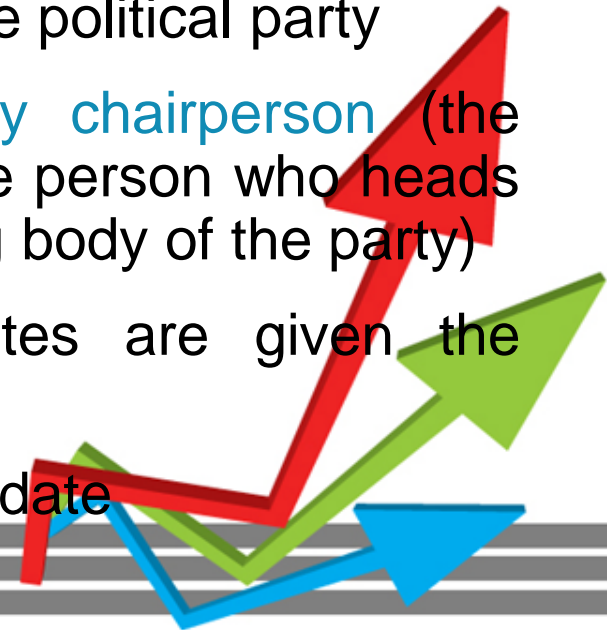 e political party
y chairperson (the
e person who heads
g body of the party)
tes are given the
date